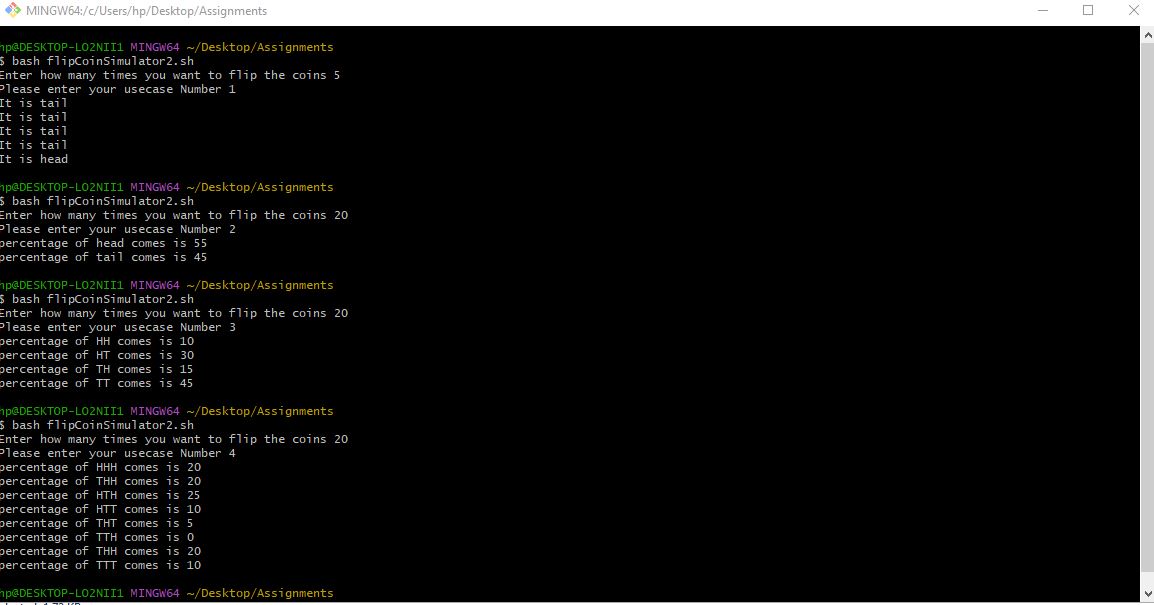 MINGW64:/c/Users/hp/Desktop/Assignments
hp@DESKTOP-LO2NII1 MINGW64 ~/Desktop/Assignments
$ bash flipCoinSimulator2.sh
Enter how many times you want to flip the coins 5
Please enter your usecase Number 1
It is tail
It is tail
It is tail
It is tail
It is head
hp@DESKTOP-LO2NII1 MINGW64 ~/Desktop/Assignments
$ bash flipCoinSimulator2.sh
Enter how many times you want to flip the coins 20
Please enter your usecase Number 2
percentage of head comes is 55
percentage of tail comes is 45
hp@DESKTOP-LO2NII1 MINGW64 ~/Desktop/Assignments
$ bash flipCoinSimulator2.sh
Enter how many times you want to flip the coins 20
Please enter your usecase Number 3
percentage of HH comes is 10
percentage of HT comes is 30
percentage of TH comes is 15
percentage of TT comes is 45
hp@DESKTOP-LO2NII1 MINGW64 ~/Desktop/Assignments
$ bash flipCoinSimulator2.sh
Enter how many times you want to flip the coins 20
Please enter your usecase Number 4
percentage of HHH comes is 20
percentage of THH comes is 20
percentage of HTH comes is 25
percentage of HTT comes is 10
percentage of THT comes is 5
percentage of TTH comes is 0
percentage of THH comes is 20
percentage of TTT comes is 10
hp@DESKTOP-LO2NII1 MINGW64 ~/Desktop/Assignments